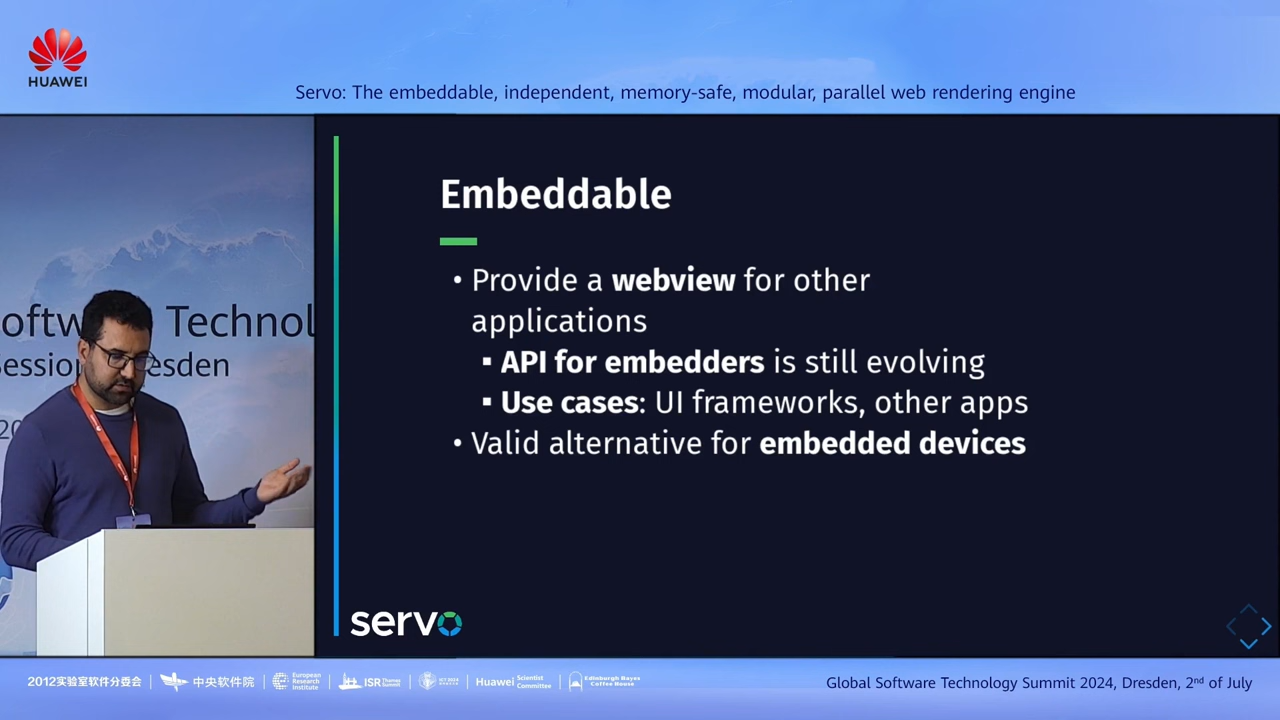 HUAWEI
Servo: The embeddable, independent, memory-safe, modular, parallel web rendering engine
oftw Technol
Session esden
20
Embeddable
• Provide a webview for other
applications
▪ API for embedders is still evolving
▪ Use cases: UI frameworks, other apps
• Valid alternative for embedded devices
servo
2012实验室软件分委会
中央软件院
European
Research
Institute
ISR
Huawei Scientist
Committee
Edinburgh Bayes
Coffee House
Global Software Technology Summit 2024, Dresden, 2nd of July